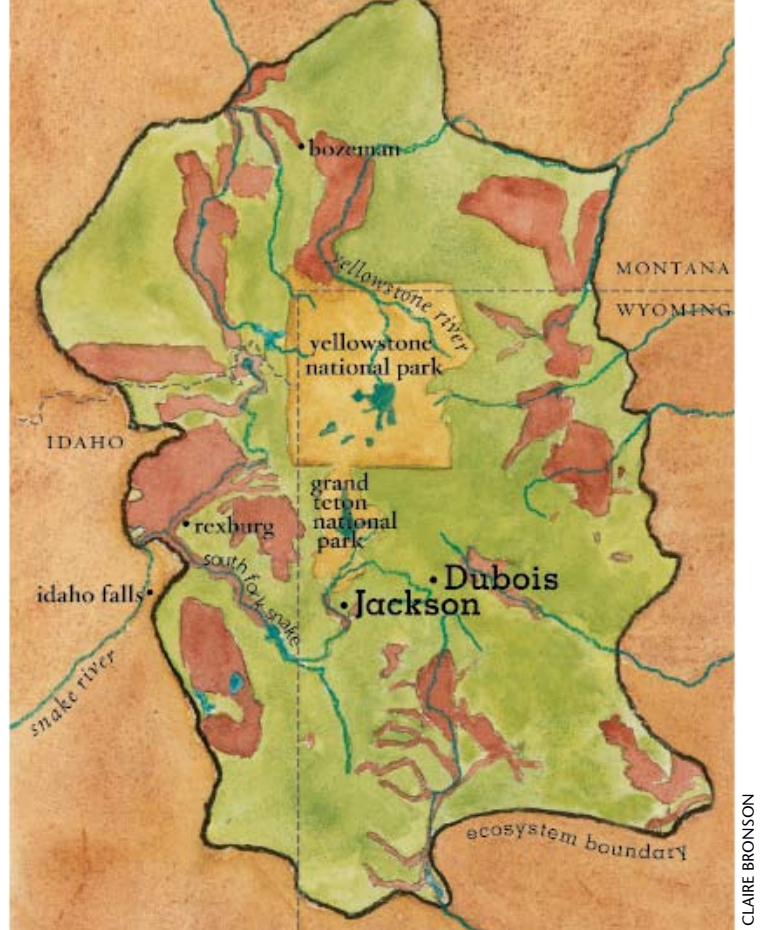 bozeman
yellowstone river
MONTANA
WYOMING
yellowstone
national park
IDAHO
grand
teton
national
park
rexburg
south fork snake
idaho falls
Dubois
Jackson
snake river
ecosystem boundary
CLAIRE BRONSON